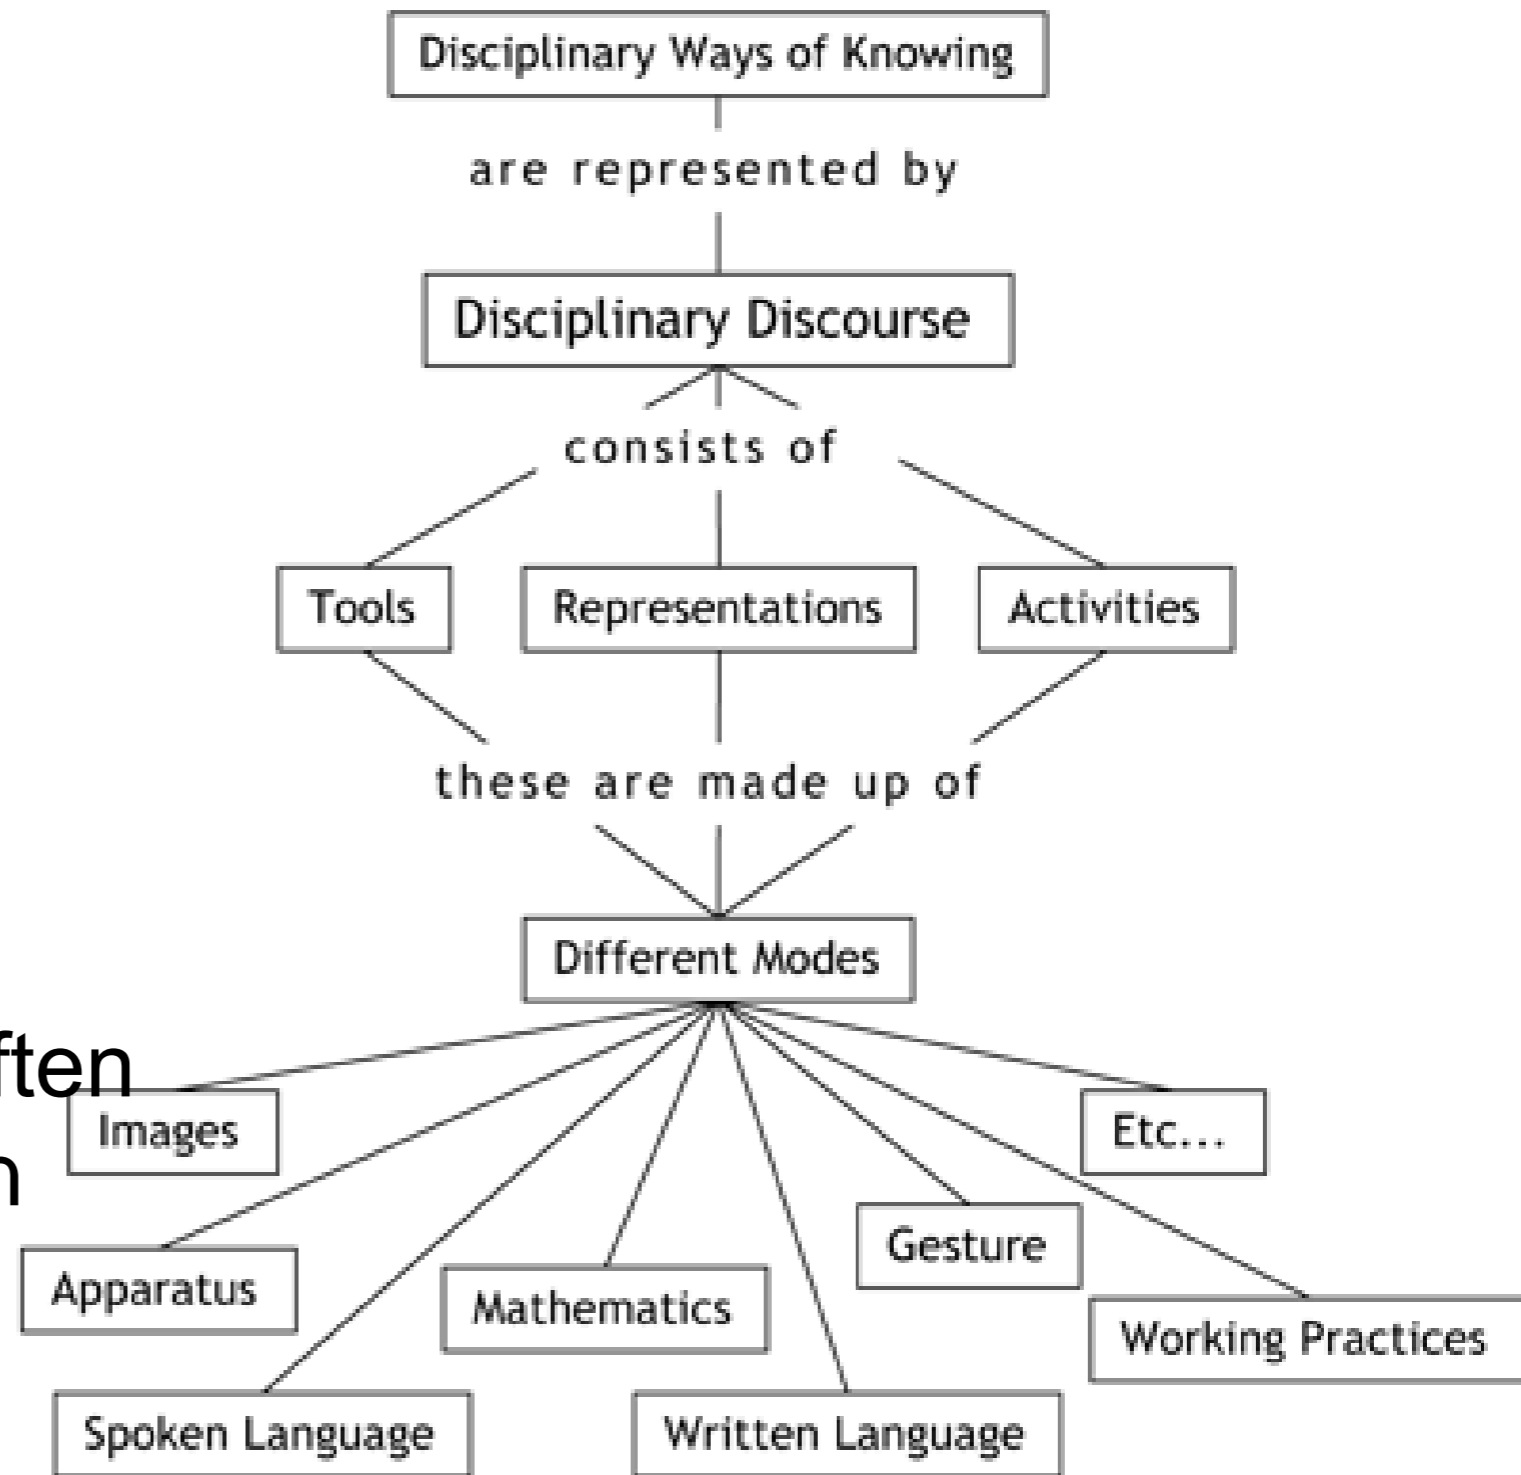 Disciplinary Ways of Knowing
are represented by
Disciplinary Discourse
consists of
Tools
Representations
Activities
these are made up of
Different Modes
ften
Images
Etc...
n
Gesture
Apparatus
Mathematics
Working Practices
Spoken Language
Written Language